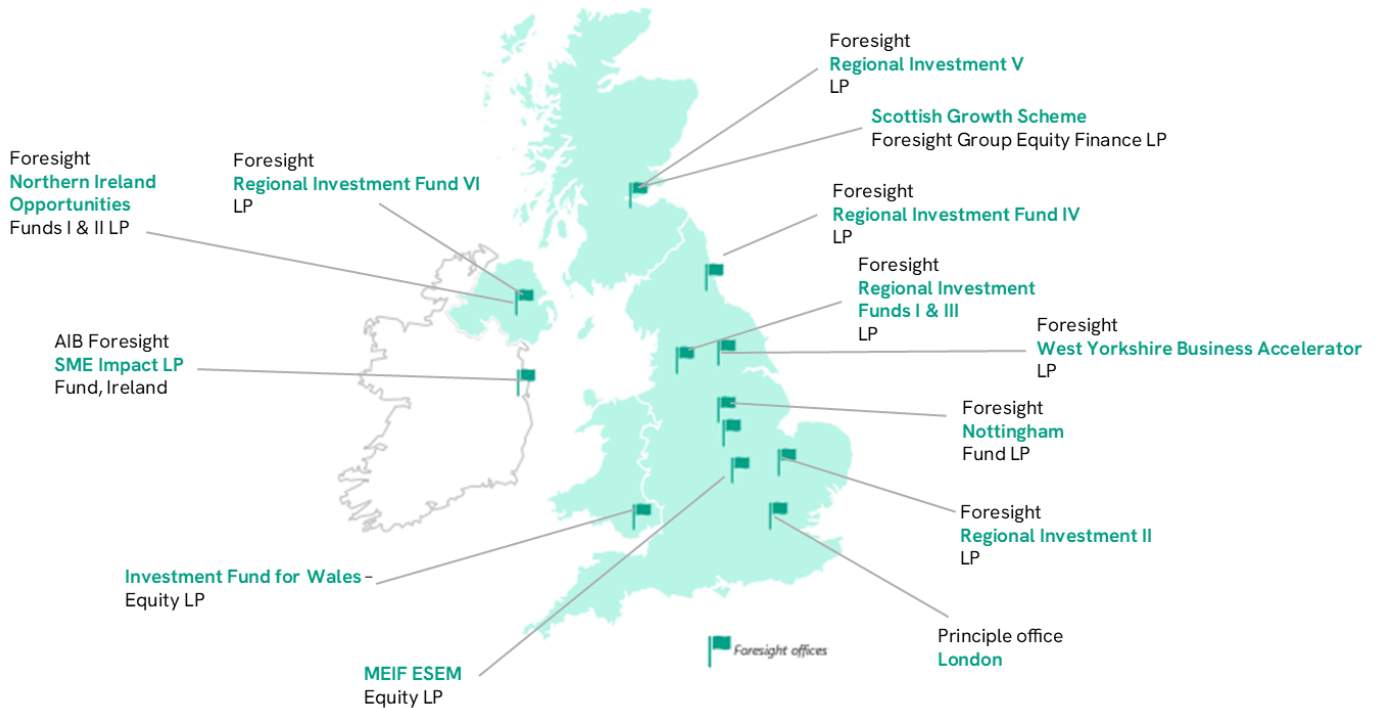 Foresight
Regional Investment V
LP
Scottish Growth Scheme
Foresight Group Equity Finance LP
Foresight
Northern Ireland
Opportunities
Funds I & II LP
Foresight
Regional Investment Fund VI
LP
Foresight
Regional Investment Fund IV
LP
Foresight
Regional Investment
Funds I & III
LP
AIB Foresight
SME Impact LP
Fund, Ireland
Foresight
West Yorkshire Business Accelerator
LP
Foresight
Nottingham
Fund LP
Foresight
Regional Investment II
LP
Investment Fund for Wales –
Equity LP
Principle office
London
Foresight offices
MEIF ESEM
Equity LP